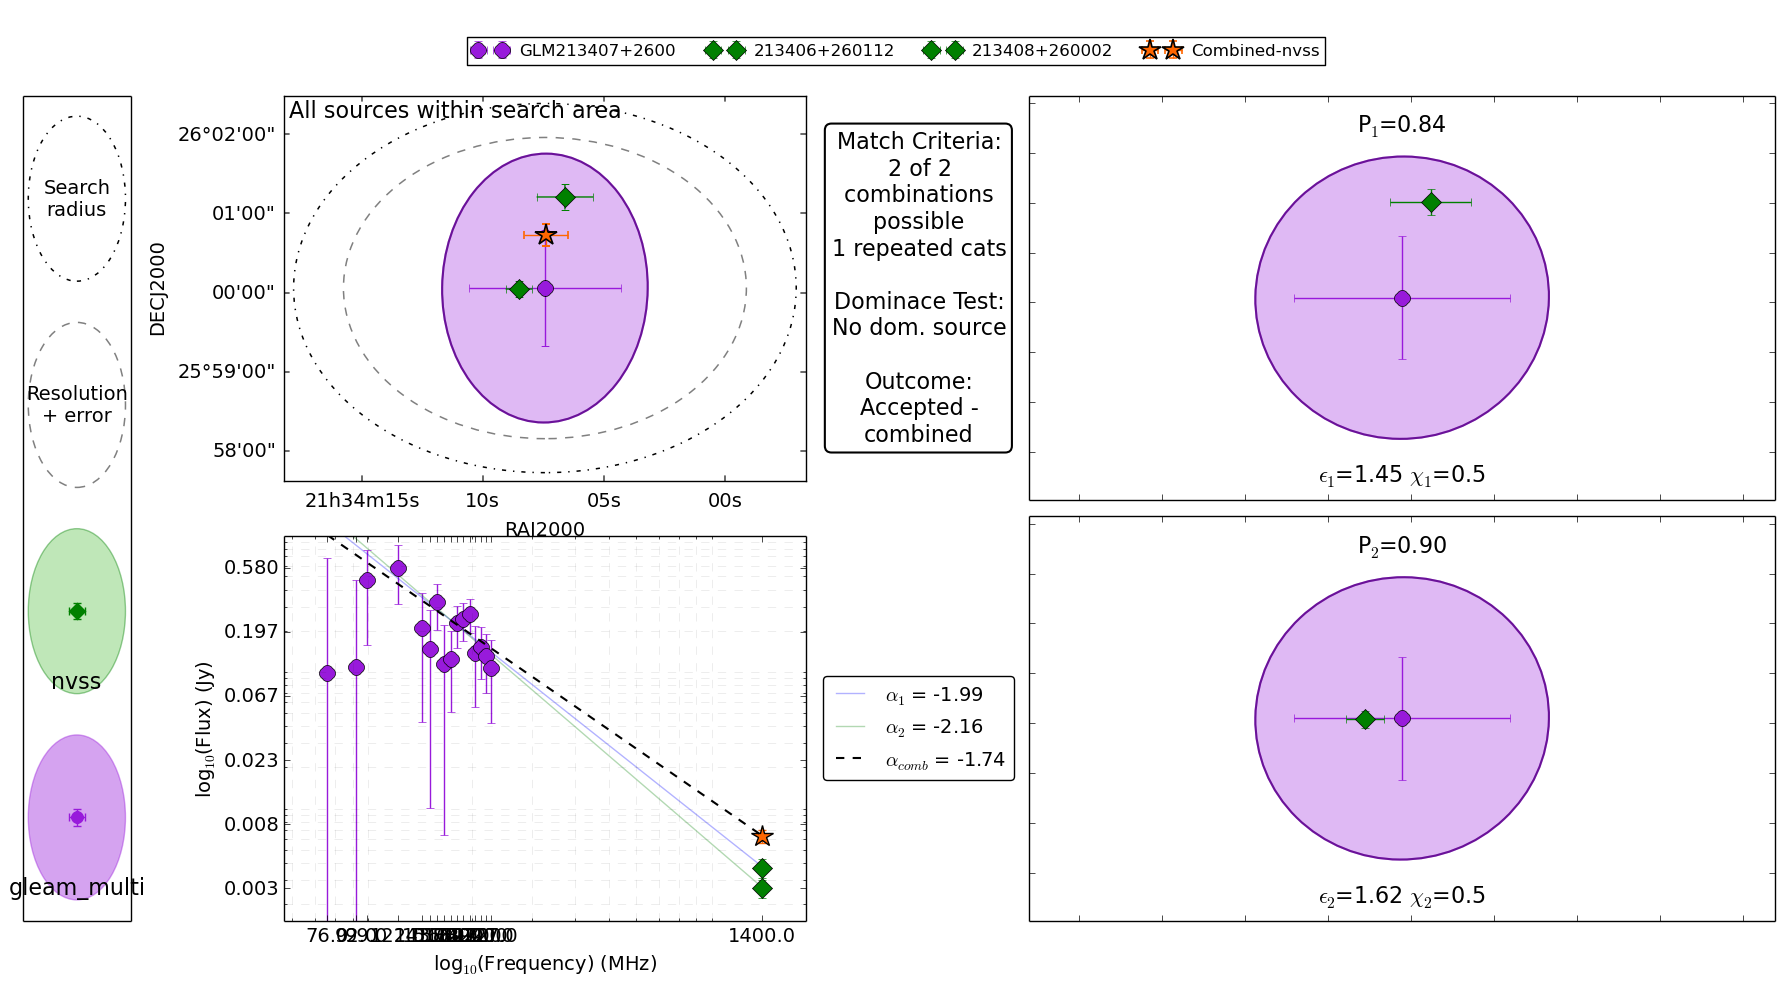 GLM213407+2600 213406+260112 213408+260002 Combined-nvss
Search
radius
Resolution
+ error
nvss
gleam_multi
All sources within search area
26°02'00"
01'00"
00'00"
25°59'00"
58'00"
DECJ2000
21h34m15s 10s 05s 00s
RAJ2000
Match Criteria:
2 of 2
combinations
possible
1 repeated cats
Dominace Test:
No dom. source
Outcome:
Accepted -
combined
P1=0.84
ϵ1=1.45 χ1=0.5
P2=0.90
ϵ2=1.62 χ2=0.5
0.580
0.197
0.067
0.023
0.008
0.003
log10(Flux) (Jy)
1400.0
log10(Frequency) (MHz)
α1 = -1.99
α2 = -2.16
αcomb = -1.74